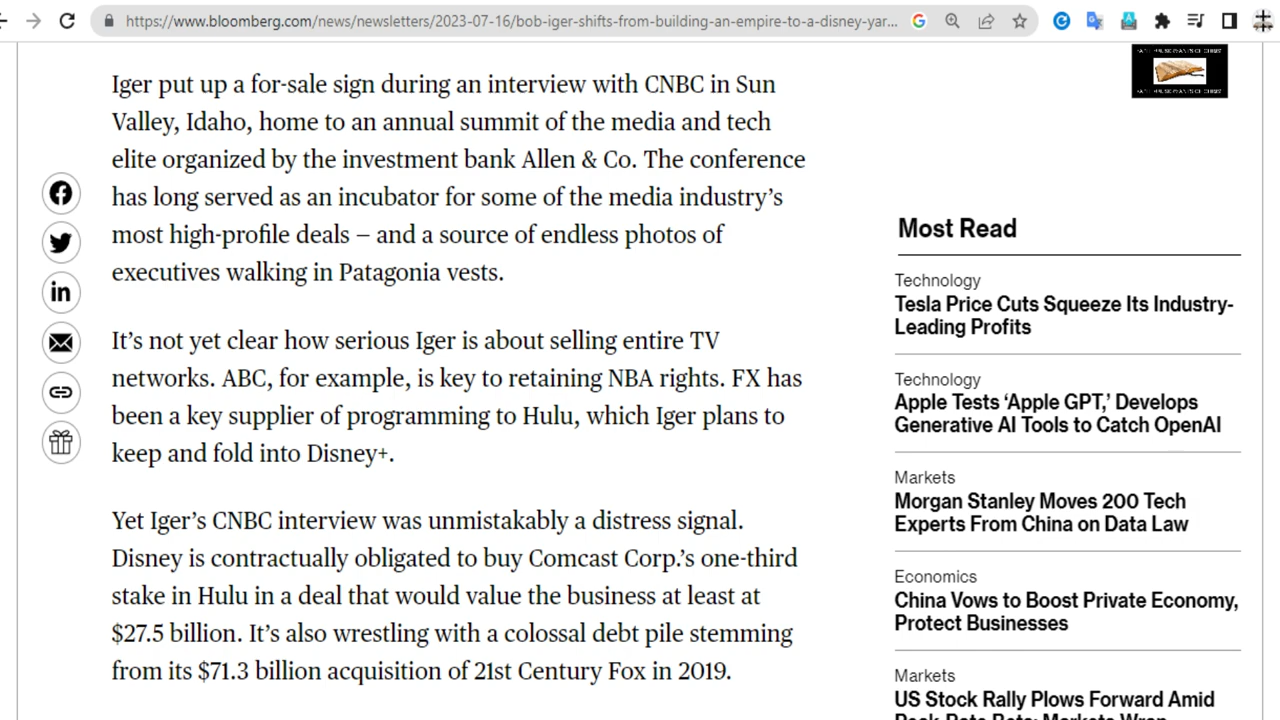 https://www.bloomberg.com/news/newsletters/2023-07-16/bob-iger-shifts-from-building-an-empire-to-a-disney-yar...
Iger put up a for-sale sign during an interview with CNBC in Sun
Valley, Idaho, home to an annual summit of the media and tech
elite organized by the investment bank Allen & Co. The conference
has long served as an incubator for some of the media industry’s
most high-profile deals – and a source of endless photos of
executives walking in Patagonia vests.
It’s not yet clear how serious Iger is about selling entire TV
networks. ABC, for example, is key to retaining NBA rights. FX has
been a key supplier of programming to Hulu, which Iger plans to
keep and fold into Disney+.
Yet Iger’s CNBC interview was unmistakably a distress signal.
Disney is contractually obligated to buy Comcast Corp.’s one-third
stake in Hulu in a deal that would value the business at least at
$27.5 billion. It’s also wrestling with a colossal debt pile stemming
from its $71.3 billion acquisition of 21st Century Fox in 2019.
Most Read
Technology
Tesla Price Cuts Squeeze Its Industry-
Leading Profits
Technology
Apple Tests ‘Apple GPT,’ Develops
Generative AI Tools to Catch OpenAI
Markets
Morgan Stanley Moves 200 Tech
Experts From China on Data Law
Economics
China Vows to Boost Private Economy,
Protect Businesses
Markets
US Stock Rally Plows Forward Amid